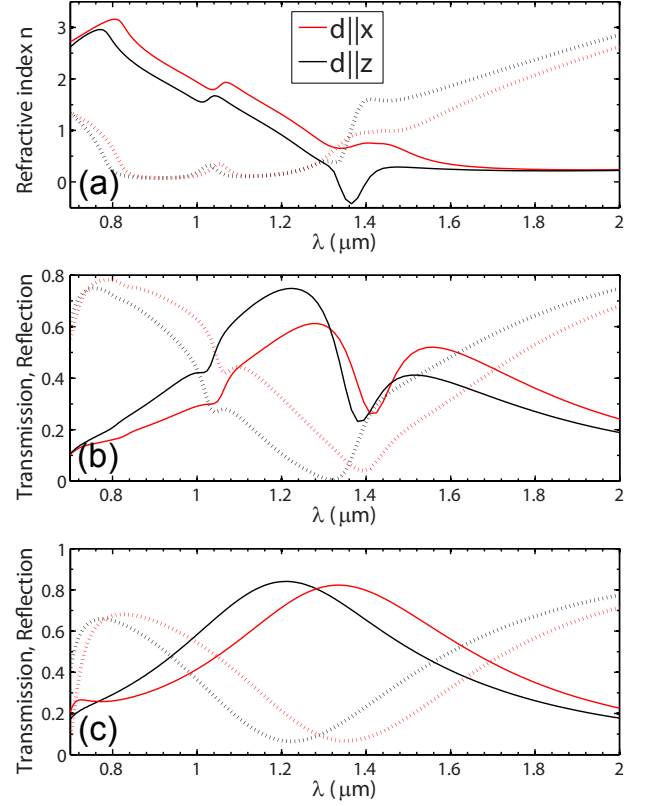 Refractive index n
3
2
1
0
d||x
d||z
(a)
0.8 1 1.2 1.4 1.6 1.8 2
λ (μm)
Transmission, Reflection
0.8
0.6
0.4
0.2
0
(b)
0.8 1 1.2 1.4 1.6 1.8 2
λ (μm)
Transmission, Reflection
1
0.8
0.6
0.4
0.2
0
(c)
0.8 1 1.2 1.4 1.6 1.8 2
λ (μm)